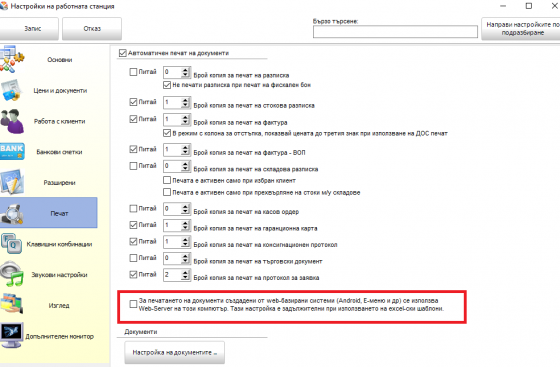 Настройки на работната станция
Запис
Отказ
Бързо търсене:
Направи настройките по
подразбиране
Основни
Цени и документи
Работа с клиенти
BANK
Банкови сметки
Разширени
Печат
Клавишни комбинации
Звукови настройки
Изглед
Допълнителен монитор
Автоматичен печат на документи
Питай 0 Брой копия за печат на разписка
Не печати разписка при печат на фискален бон
Питай 1 Брой копия за печат на стокова разписка
Питай 1 Брой копия за печат на фактура
В режим с колона за отстъпка, показвай цената до третия знак при използване на ДОС печат
Питай 1 Брой копия за печат на фактура - ВОП
Питай 0 Брой копия за печат на складова разписка
Печата е активен само при избран клиент
Печата е активен само при прехвърляне на стоки м/у складове
Питай 0 Брой копия за печат на касов ордер
Питай 1 Брой копия за печат на гаранционна карта
Питай 1 Брой копия за печат на консигнационен протокол
Питай 0 Брой копия за печат на търговски документ
Питай 2 Брой копия за печат на протокол за заявка
За печатането на документи създадени от web-базирани системи (Android, Е-меню и др) се използва
Web-Server на този компютър. Тази настройка е задължителни при използването на excel-ски шаблони.
Документи
Настройка на документите ..